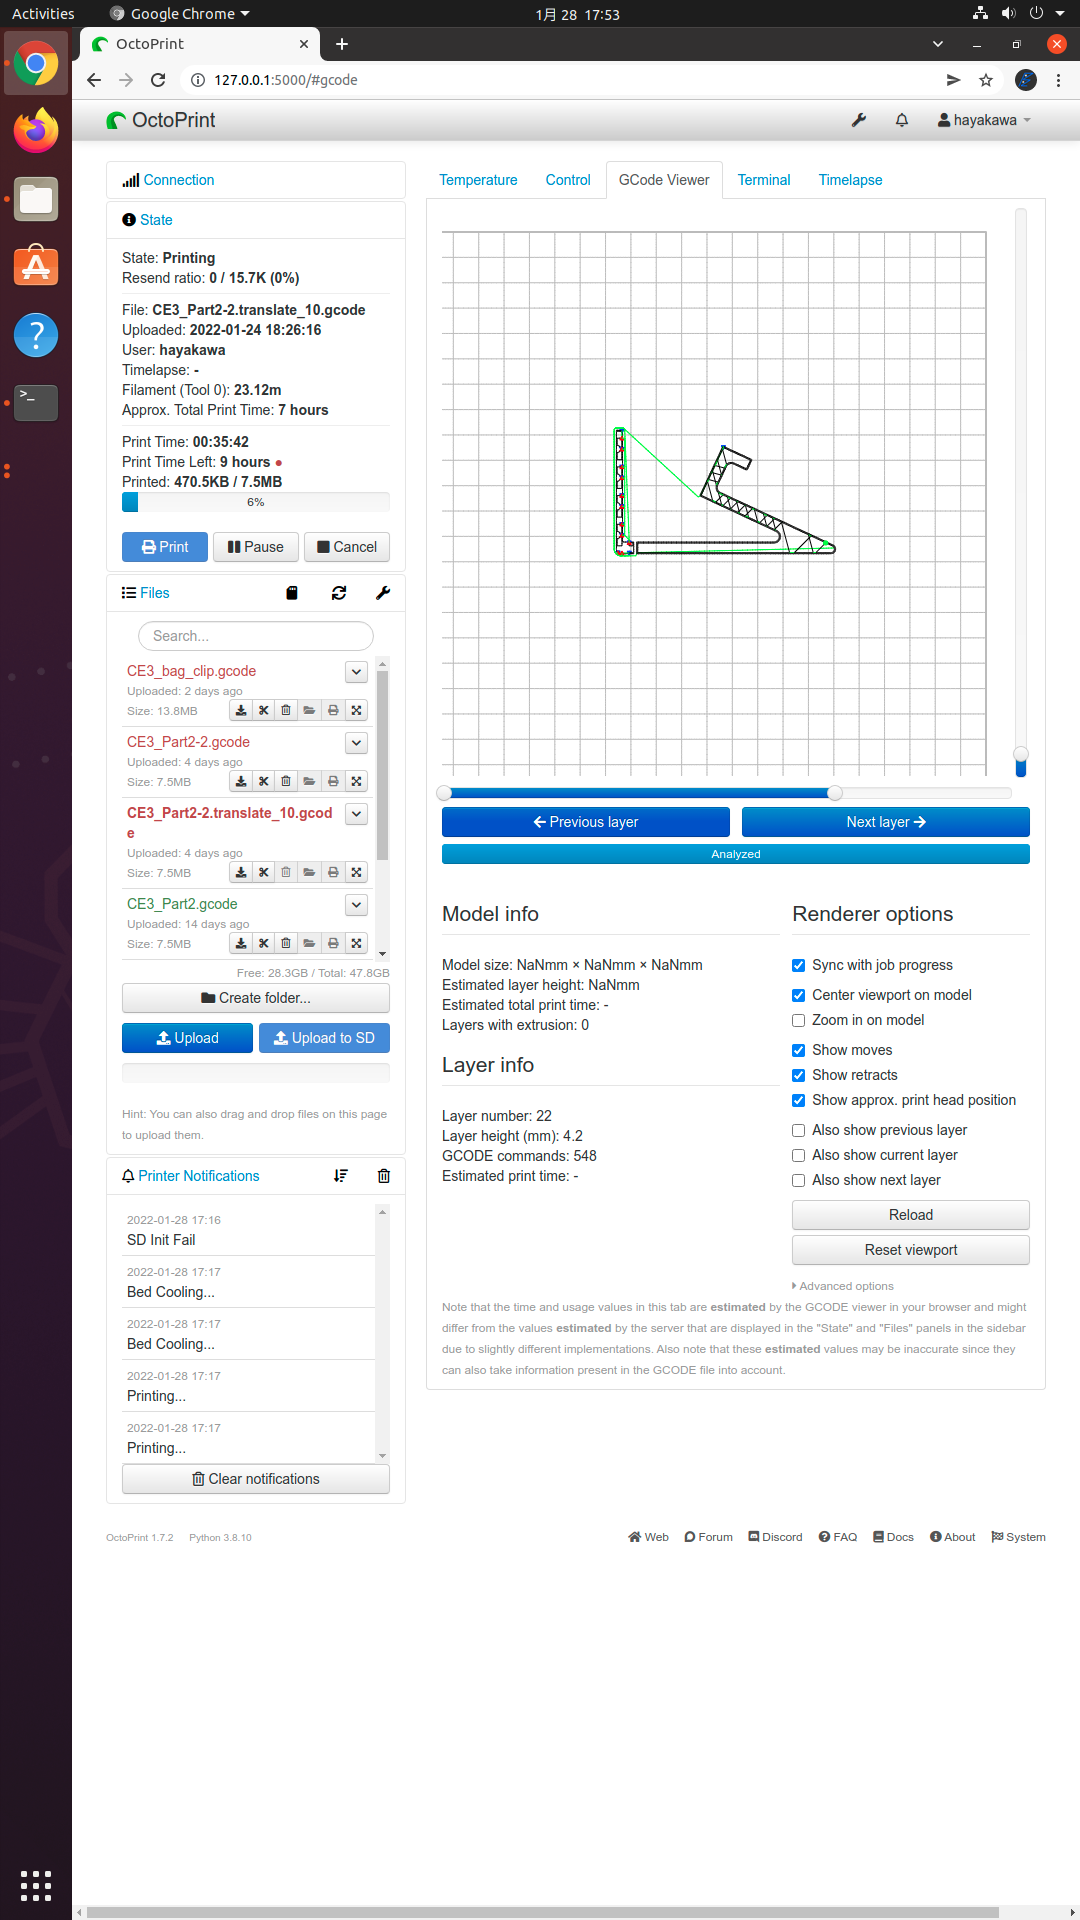 Activities
Google Chrome
1月 28 17:53
OctoPrint
127.0.0.1:5000/#gcode
OctoPrint
hayakawa
Connection
State
State: Printing
Resend ratio: 0 / 15.7K (0%)
File: CE3_Part2-2.translate_10.gcode
Uploaded: 2022-01-24 18:26:16
User: hayakawa
Timelapse: -
Filament (Tool 0): 23.12m
Approx. Total Print Time: 7 hours
Print Time: 00:35:42
Print Time Left: 9 hours
Printed: 470.5KB / 7.5MB
6%
Print
Pause
Cancel
Files
Search...
CE3_bag_clip.gcode
Uploaded: 2 days ago
Size: 13.8MB
CE3_Part2-2.gcode
Uploaded: 4 days ago
Size: 7.5MB
CE3_Part2-2.translate_10.gcod
e
Uploaded: 4 days ago
Size: 7.5MB
CE3_Part2.gcode
Uploaded: 14 days ago
Size: 7.5MB
Free: 28.3GB / Total: 47.8GB
Create folder...
Upload
Upload to SD
Hint: You can also drag and drop files on this page
to upload them.
Printer Notifications
2022-01-28 17:16
SD Init Fail
2022-01-28 17:17
Bed Cooling...
2022-01-28 17:17
Bed Cooling...
2022-01-28 17:17
Printing...
2022-01-28 17:17
Printing...
Clear notifications
Temperature
Control
GCode Viewer
Terminal
Timelapse
Previous layer
Next layer
Analyzed
Model info
Model size: NaNmm × NaNmm × NaNmm
Estimated layer height: NaNmm
Estimated total print time: -
Layers with extrusion: 0
Layer info
Layer number: 22
Layer height (mm): 4.2
GCODE commands: 548
Estimated print time: -
Renderer options
Sync with job progress
Center viewport on model
Zoom in on model
Show moves
Show retracts
Show approx. print head position
Also show previous layer
Also show current layer
Also show next layer
Reload
Reset viewport
Advanced options
Note that the time and usage values in this tab are estimated by the GCODE viewer in your browser and might
differ from the values estimated by the server that are displayed in the "State" and "Files" panels in the sidebar
due to slightly different implementations. Also note that these estimated values may be inaccurate since they
can also take information present in the GCODE file into account.
OctoPrint 1.7.2
Python 3.8.10
Web
Forum
Discord
FAQ
Docs
About
System